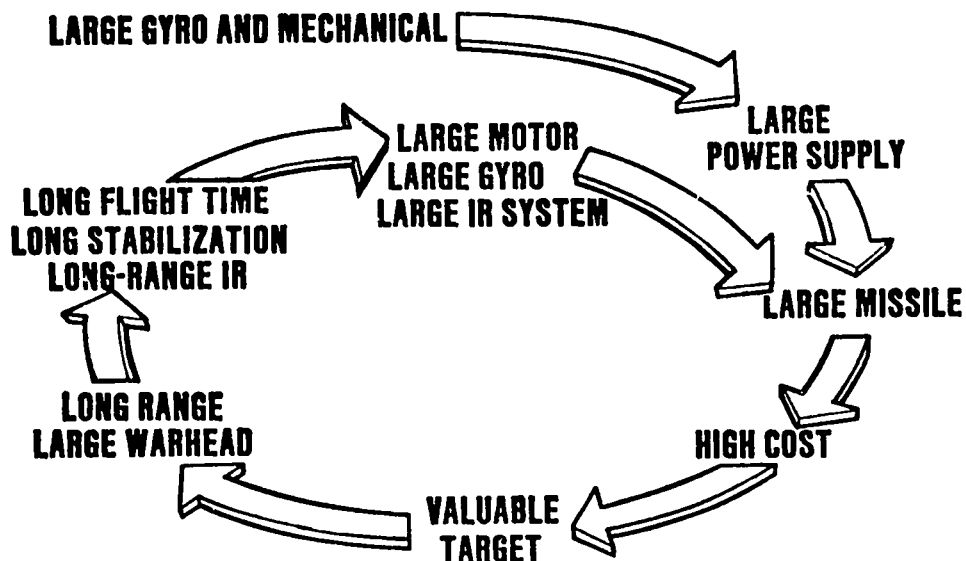 LARGE GYRO AND MECHANICAL
LARGE
POWER SUPPLY
LARGE MOTOR
LARGE GYRO
LARGE IR SYSTEM
LONG FLIGHT TIME
LONG STABILIZATION
LONG-RANGE IR
LARGE MISSILE
LONG RANGE
LARGE WARHEAD
HIGH COST
VALUABLE
TARGET